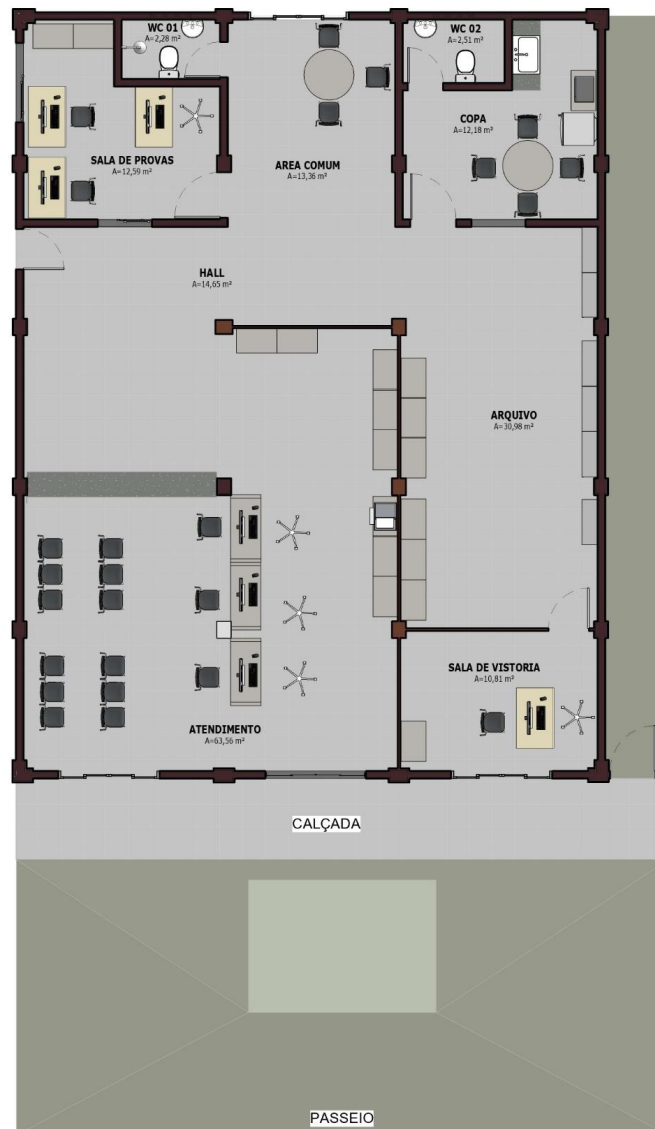 WC 01
A=2,28 m²
WC 02
A=2,51 m²
COPA
A=12,18 m²
SALA DE PROVAS
A=12,59 m²
AREA COMUM
A=13,36 m²
HALL
A=14,65 m²
ARQUIVO
A=30,98 m²
SALA DE VISTORIA
A=10,81 m²
ATENDIMENTO
A=63,56 m²
CALÇADA
PASSEIO